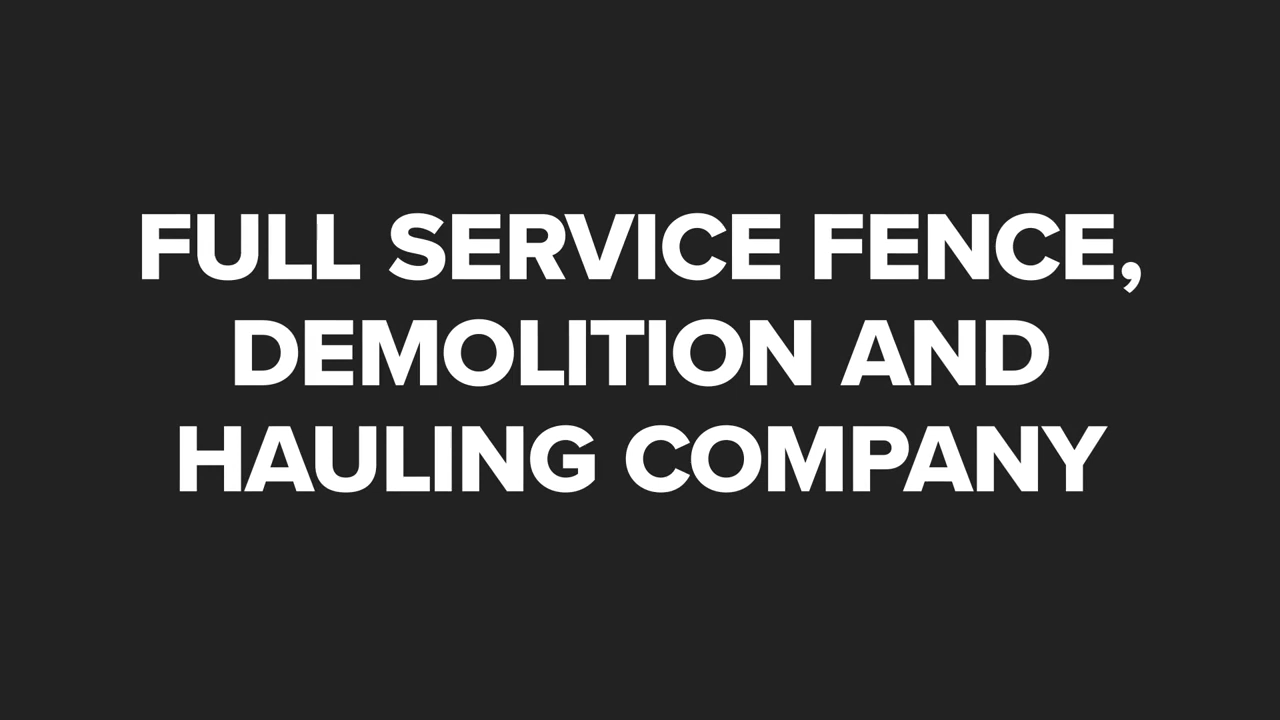 FULL SERVICE FENCE,
DEMOLITION AND
HAULING COMPANY